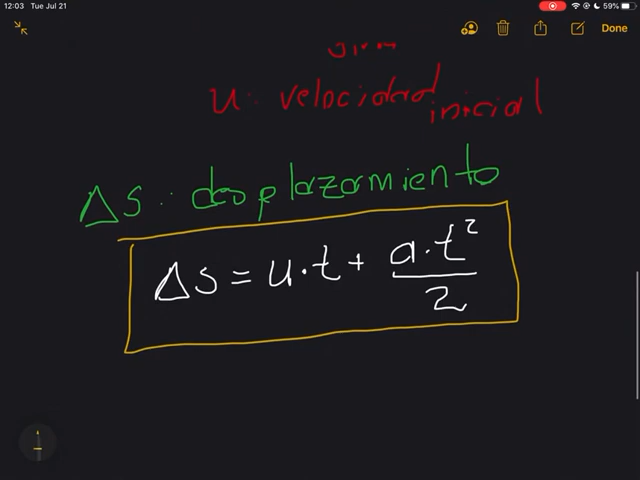 12:03 Tue Jul 21
59%
Done
u: velocidad inicial
Δs: desplazamiento
Δs = u·t + a·t²/2